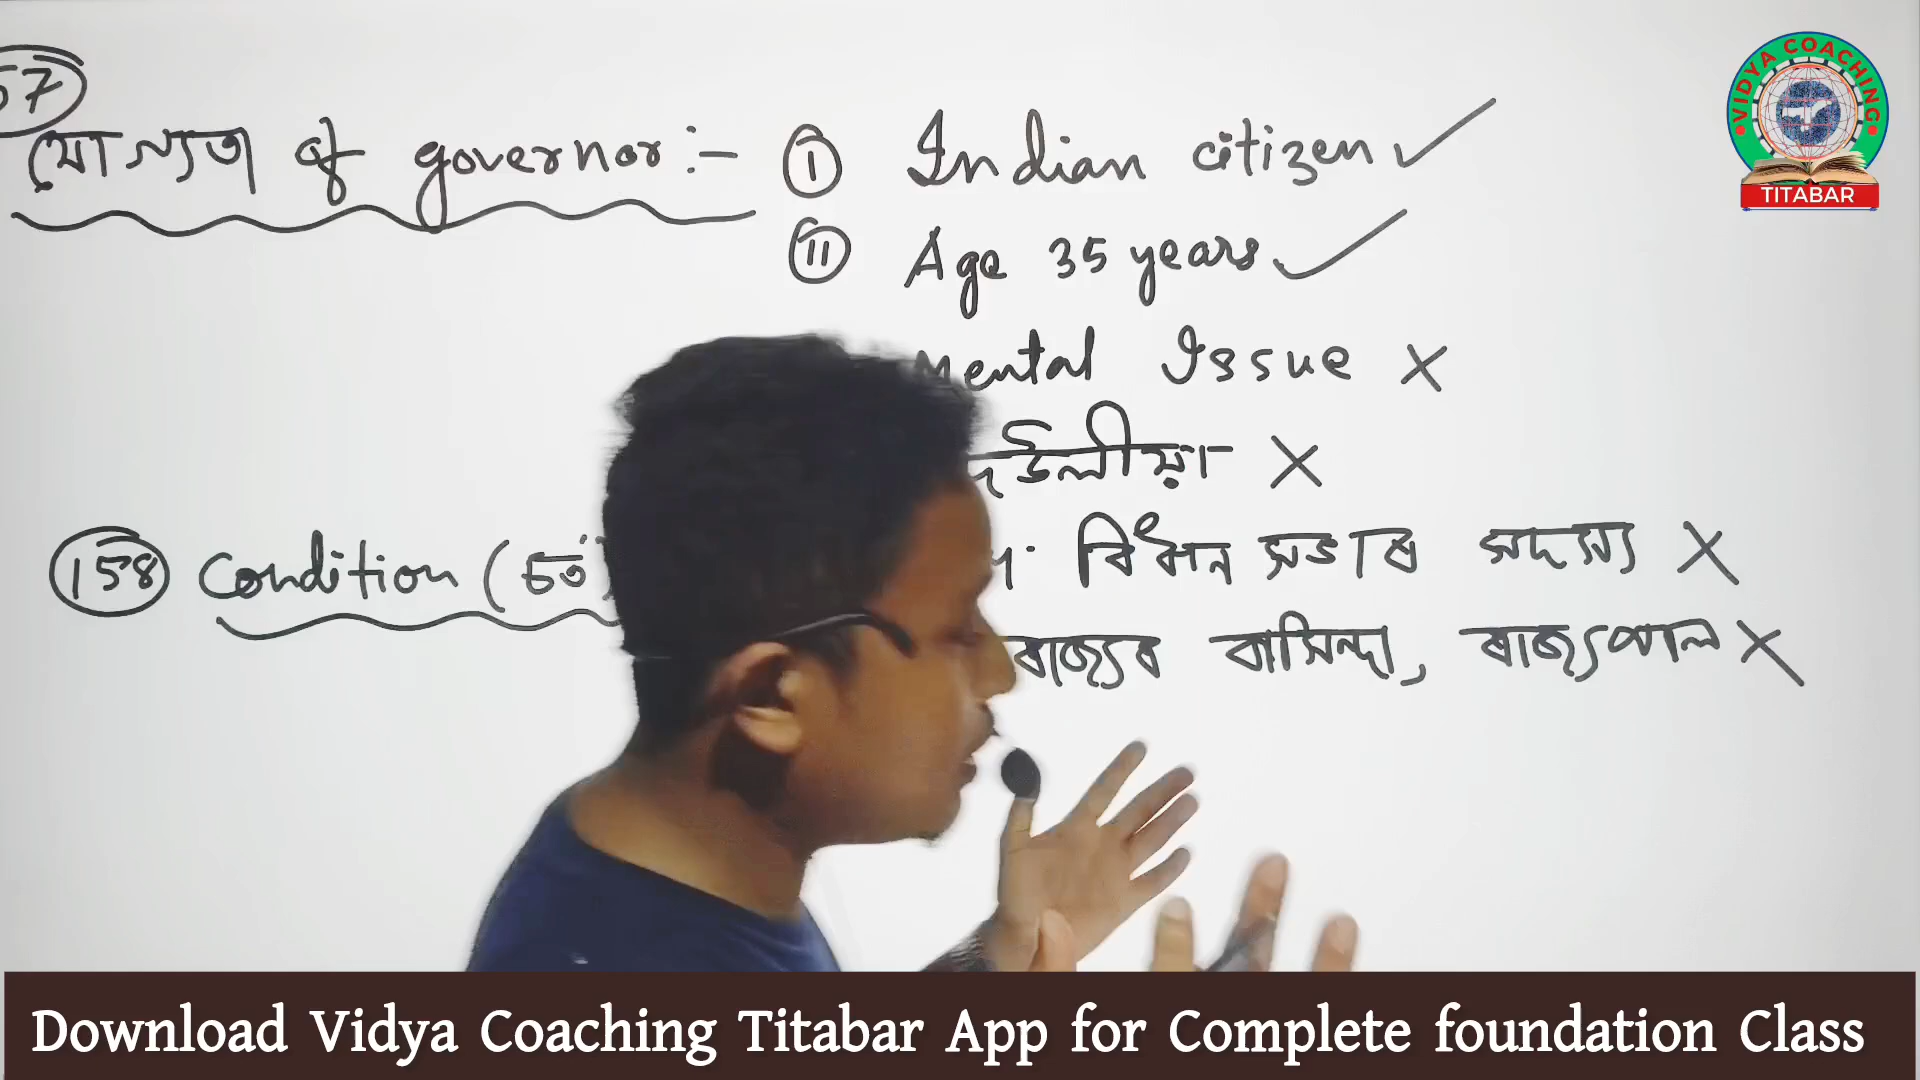 57
যোগ্যতা of governor :- (I) Indian citizen ✓
(II) Age 35 years ✓
Mental Issue ×
দেউলীয়া ×
(158) Condition (চৰ্ত) বিধান সভাৰ সদস্য ×
ৰাজ্যৰ বাসিন্দা, ৰাজ্যপাল ×
VIDYA COACHING
TITABAR
Download Vidya Coaching Titabar App for Complete foundation Class